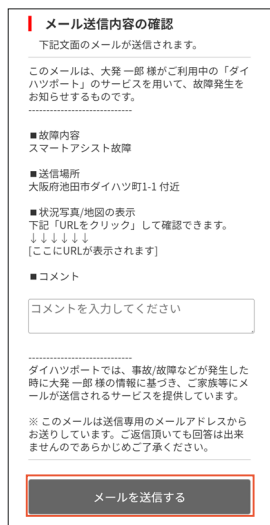 メール送信内容の確認
下記文面のメールが送信されます。
このメールは、大発 一郎 様がご利用中の「ダイ
ハツポート」のサービスを用いて、故障発生を
お知らせするものです。
----------------------------
■故障内容
スマートアシスト故障
■送信場所
大阪府池田市ダイハツ町1-1 付近
■状況写真/地図の表示
下記「URLをクリック」して確認できます。
↓↓↓↓↓↓
[ここにURLが表示されます]
■コメント
コメントを入力してください
----------------------------
ダイハツポートでは、事故/故障などが発生した
時に大発 一郎 様の情報に基づき、ご家族等にメ
ールが送信されるサービスを提供しています。
※ このメールは送信専用のメールアドレスから
お送りしています。ご返信頂いても回答は出来
ませんのであらかじめご了承ください。
メールを送信する